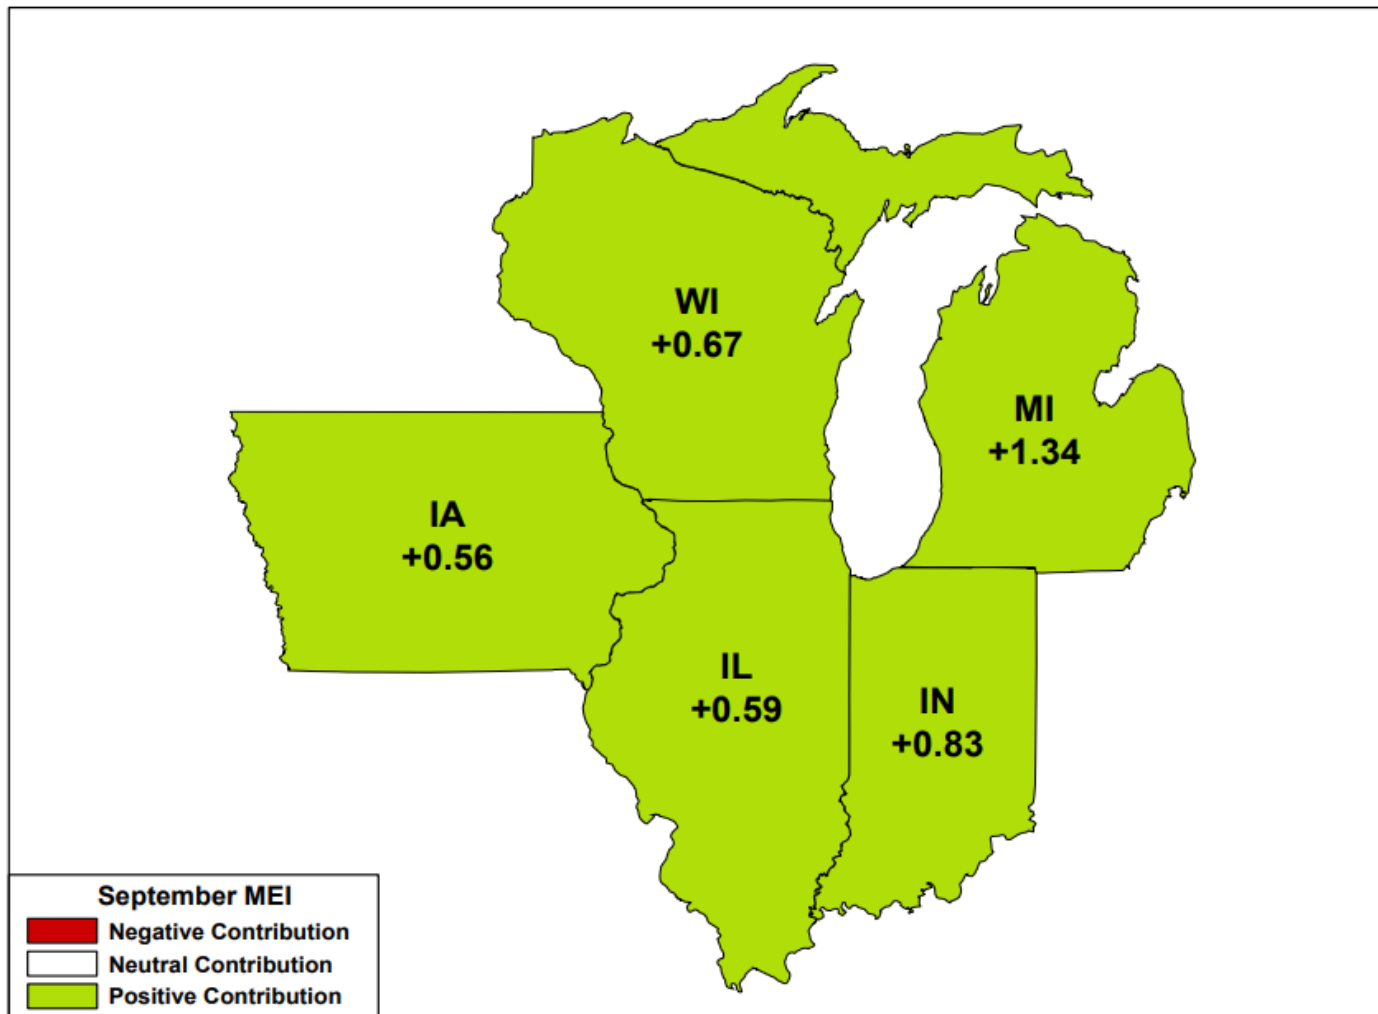 WI
+0.67
MI
+1.34
IA
+0.56
IL
+0.59
IN
+0.83
September MEI
Negative Contribution
Neutral Contribution
Positive Contribution